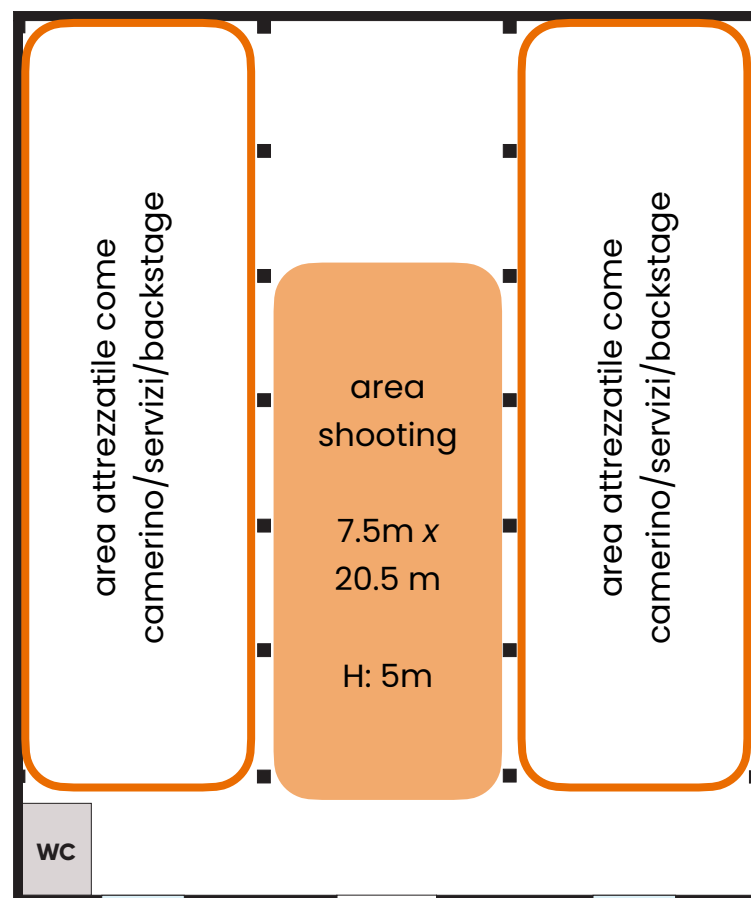 area attrezzatile come
camerino/servizi/backstage
area
shooting
7.5m x
20.5 m
H: 5m
area attrezzatile come
camerino/servizi/backstage
WC